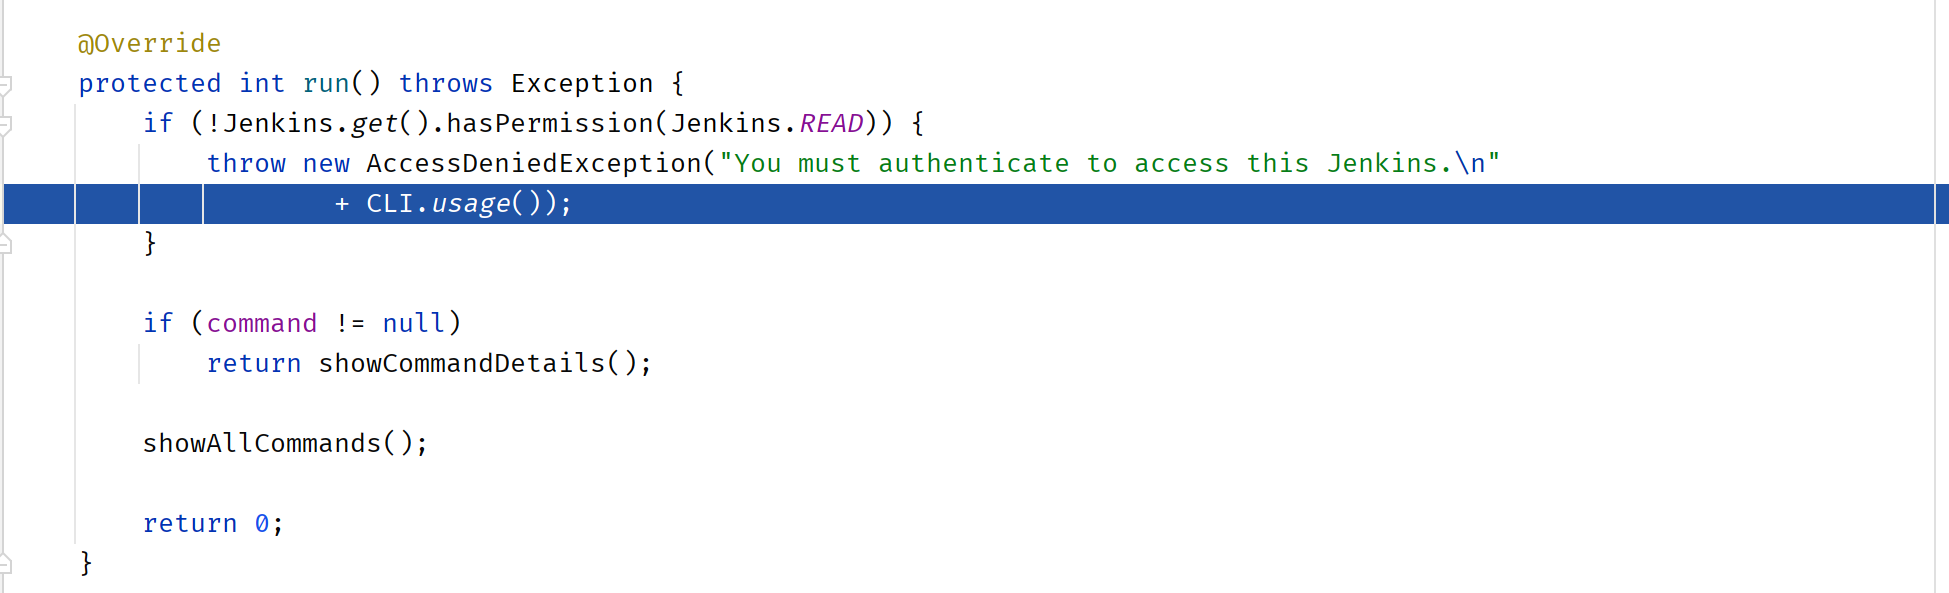 @Override
protected int run() throws Exception {
if (!Jenkins.get().hasPermission(Jenkins.READ)) {
throw new AccessDeniedException("You must authenticate to access this Jenkins.\n"
+ CLI.usage());
}
if (command != null)
return showCommandDetails();
showAllCommands();
return 0;
}